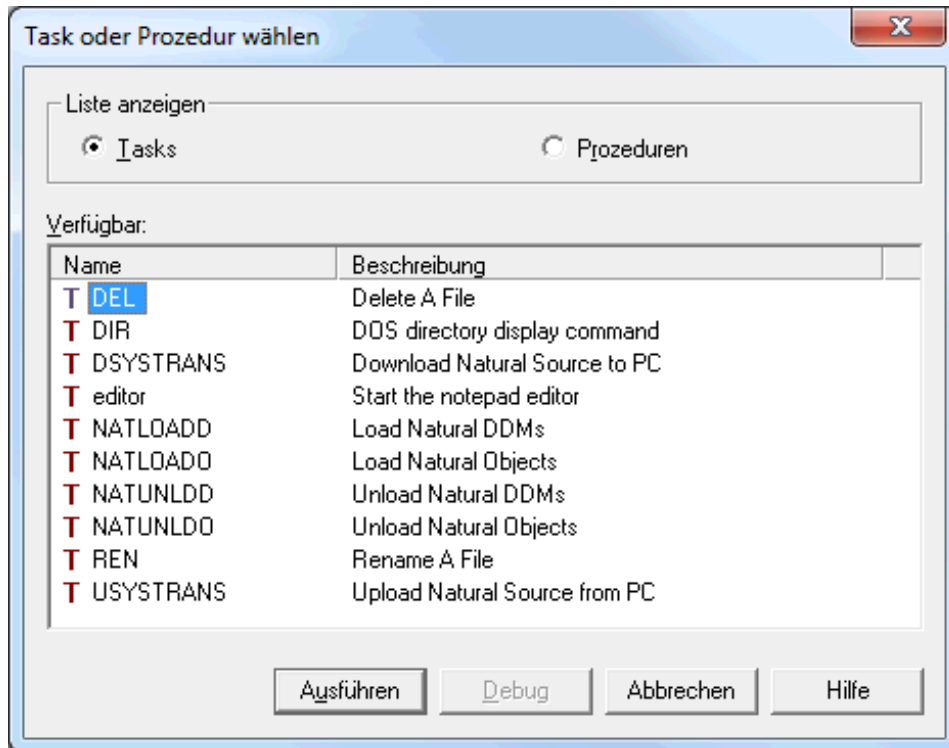 Task oder Prozedur wählen
Liste anzeigen
Tasks Prozeduren
Verfügbar:
Name Beschreibung
T DEL Delete A File
T DIR DOS directory display command
T DSYSTRANS Download Natural Source to PC
T editor Start the notepad editor
T NATLOADD Load Natural DDMs
T NATLOADO Load Natural Objects
T NATUNLDD Unload Natural DDMs
T NATUNLDO Unload Natural Objects
T REN Rename A File
T USYSTRANS Upload Natural Source from PC
Ausführen Debug Abbrechen Hilfe